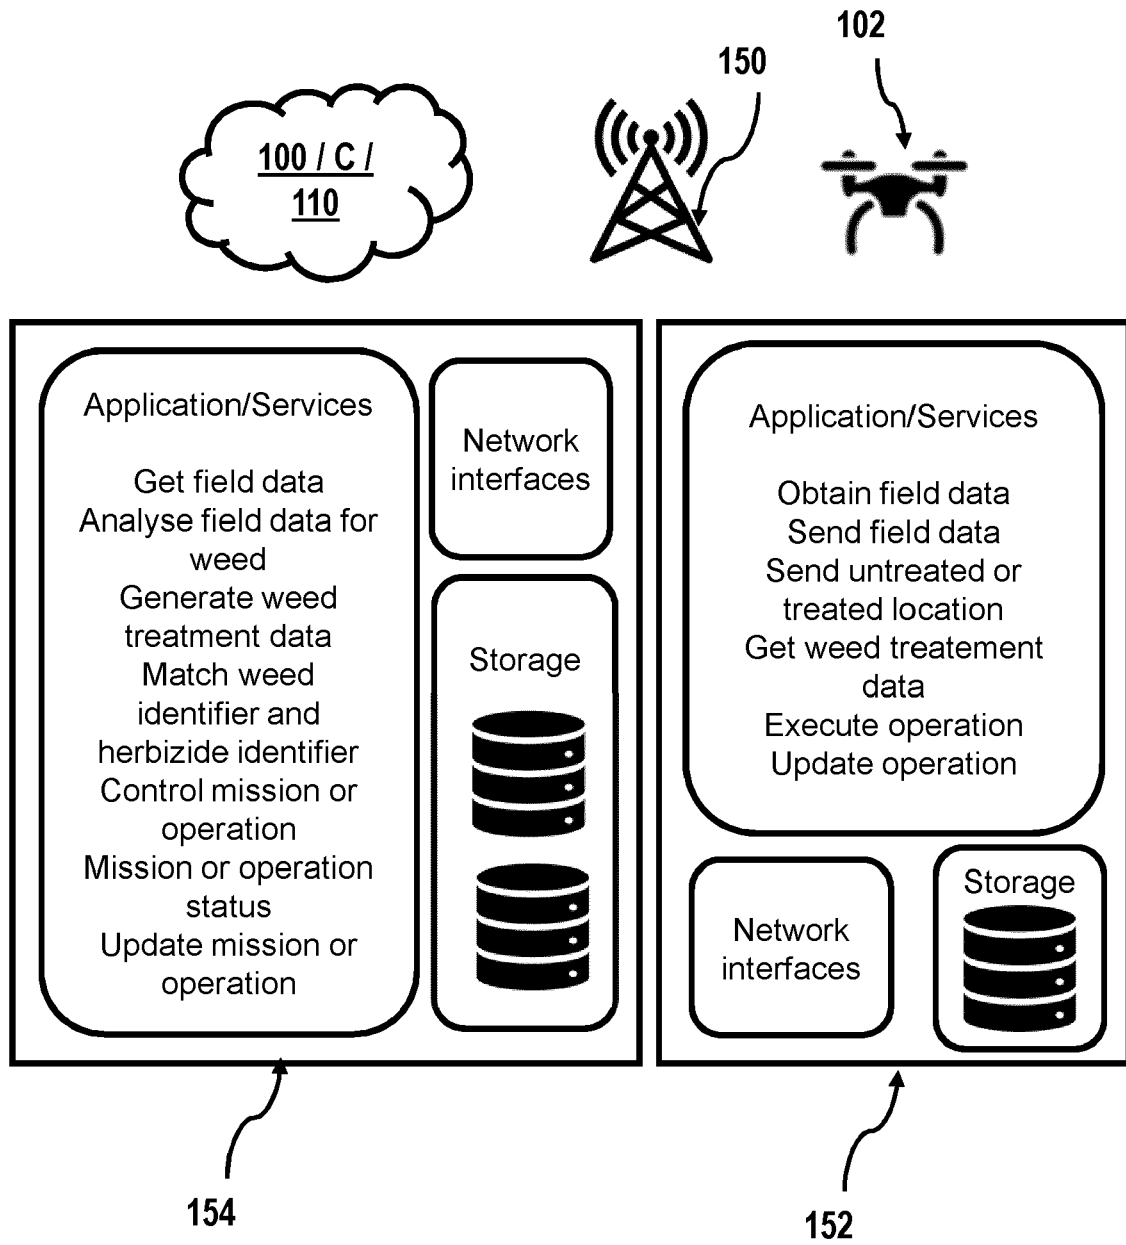 102
150
100 / C /
110
Application/Services
Get field data
Analyse field data for
weed
Generate weed
treatment data
Match weed
identifier and
herbizide identifier
Control mission or
operation
Mission or operation
status
Update mission or
operation
Network
interfaces
Storage
Application/Services
Obtain field data
Send field data
Send untreated or
treated location
Get weed treatement
data
Execute operation
Update operation
Network
interfaces
Storage
154
152